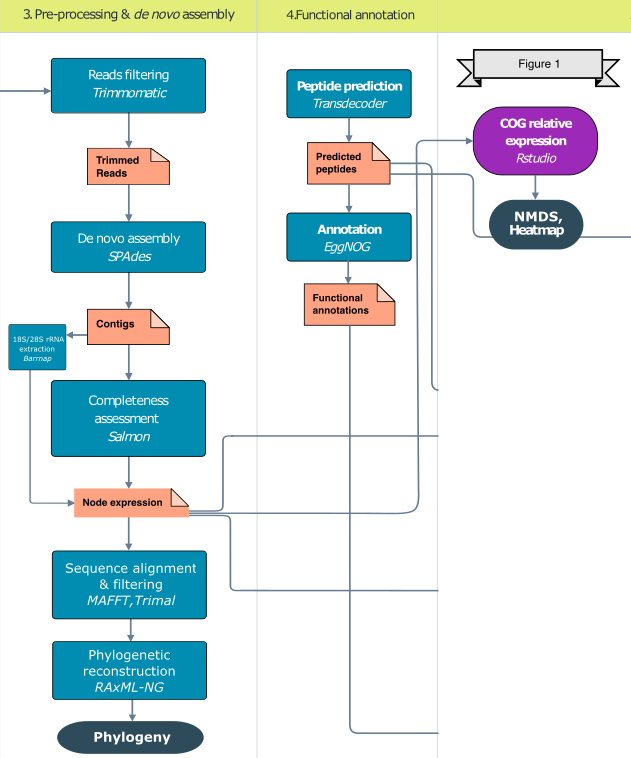 3. Pre-processing & de novo assembly
Reads filtering
Trimmomatic
Trimmed
Reads
De novo assembly
SPAdes
Contigs
18S/28S rRNA
extraction
Barrnap
Completeness
assessment
Salmon
Node expression
Sequence alignment
& filtering
MAFFT,Trimal
Phylogenetic
reconstruction
RAxML-NG
Phylogeny
4.Functional annotation
Peptide prediction
Transdecoder
Predicted
peptides
Annotation
EggNOG
Functional
annotations
Figure 1
COG relative
expression
Rstudio
NMDS,
Heatmap